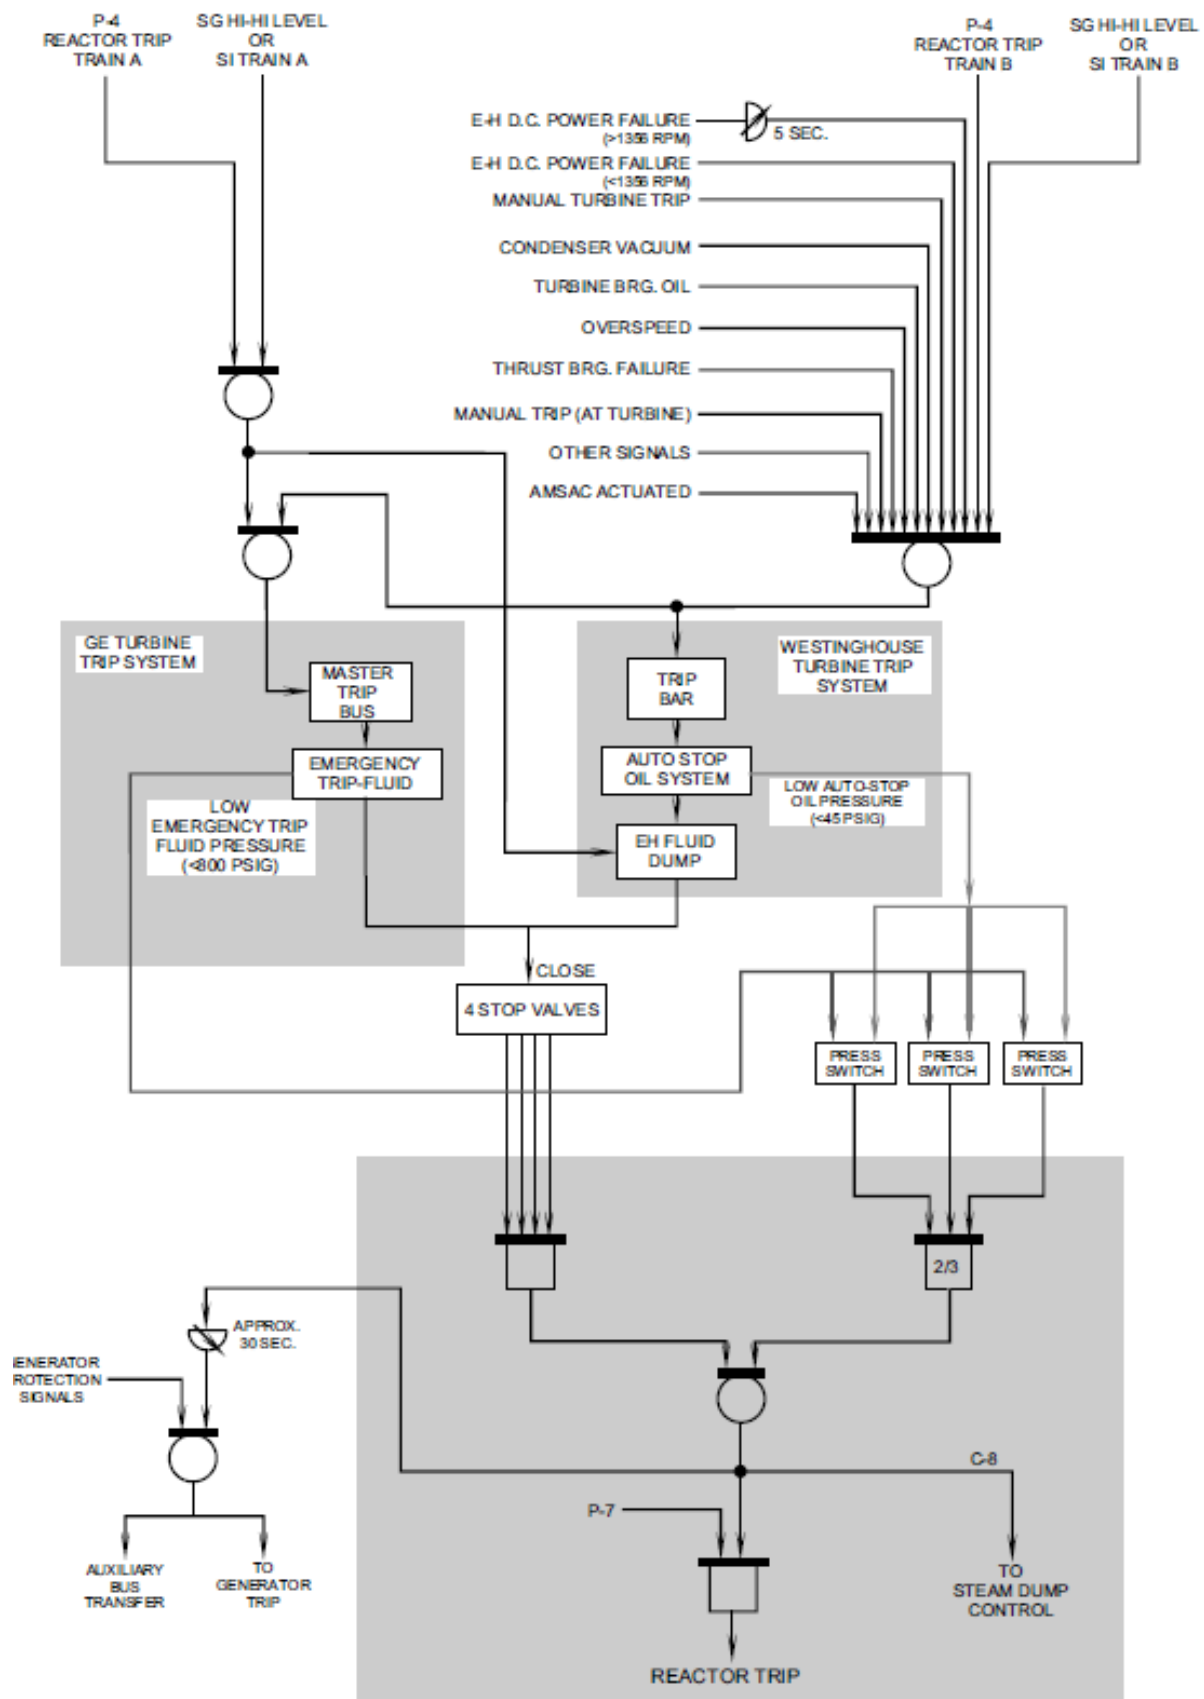 P-4
REACTOR TRIP
TRAIN A
SG HI-HI LEVEL
OR
SI TRAIN A
P-4
REACTOR TRIP
TRAIN B
SG HI-HI LEVEL
OR
SI TRAIN B
E-H D.C. POWER FAILURE
(>1356 RPM)
5 SEC.
E-H D.C. POWER FAILURE
(<1356 RPM)
MANUAL TURBINE TRIP
CONDENSER VACUUM
TURBINE BRG. OIL
OVERSPEED
THRUST BRG. FAILURE
MANUAL TRIP (AT TURBINE)
OTHER SIGNALS
AMSAC ACTUATED
GE TURBINE
TRIP SYSTEM
MASTER
TRIP
BUS
EMERGENCY
TRIP-FLUID
LOW
EMERGENCY TRIP
FLUID PRESSURE
(<800 PSIG)
WESTINGHOUSE
TURBINE TRIP
SYSTEM
TRIP
BAR
AUTO STOP
OIL SYSTEM
LOW AUTO-STOP
OIL PRESSURE
(<45 PSIG)
EH FLUID
DUMP
CLOSE
4 STOP VALVES
PRESS
SWITCH
PRESS
SWITCH
PRESS
SWITCH
2/3
APPROX.
30 SEC.
ENERATOR
ROTECTION
SIGNALS
C-8
P-7
AUXILIARY
BUS
TRANSFER
TO
GENERATOR
TRIP
TO
STEAM DUMP
CONTROL
REACTOR TRIP